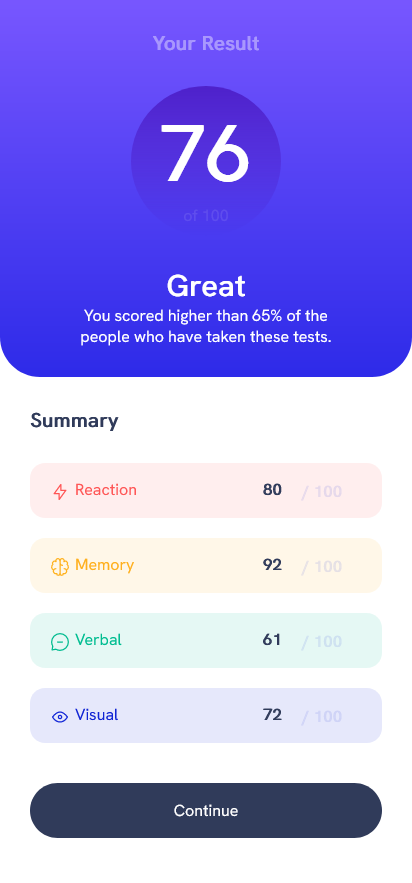 Your Result
76
of 100
Great
You scored higher than 65% of the
people who have taken these tests.
Summary
Reaction 80 / 100
Memory 92 / 100
Verbal 61 / 100
Visual 72 / 100
Continue